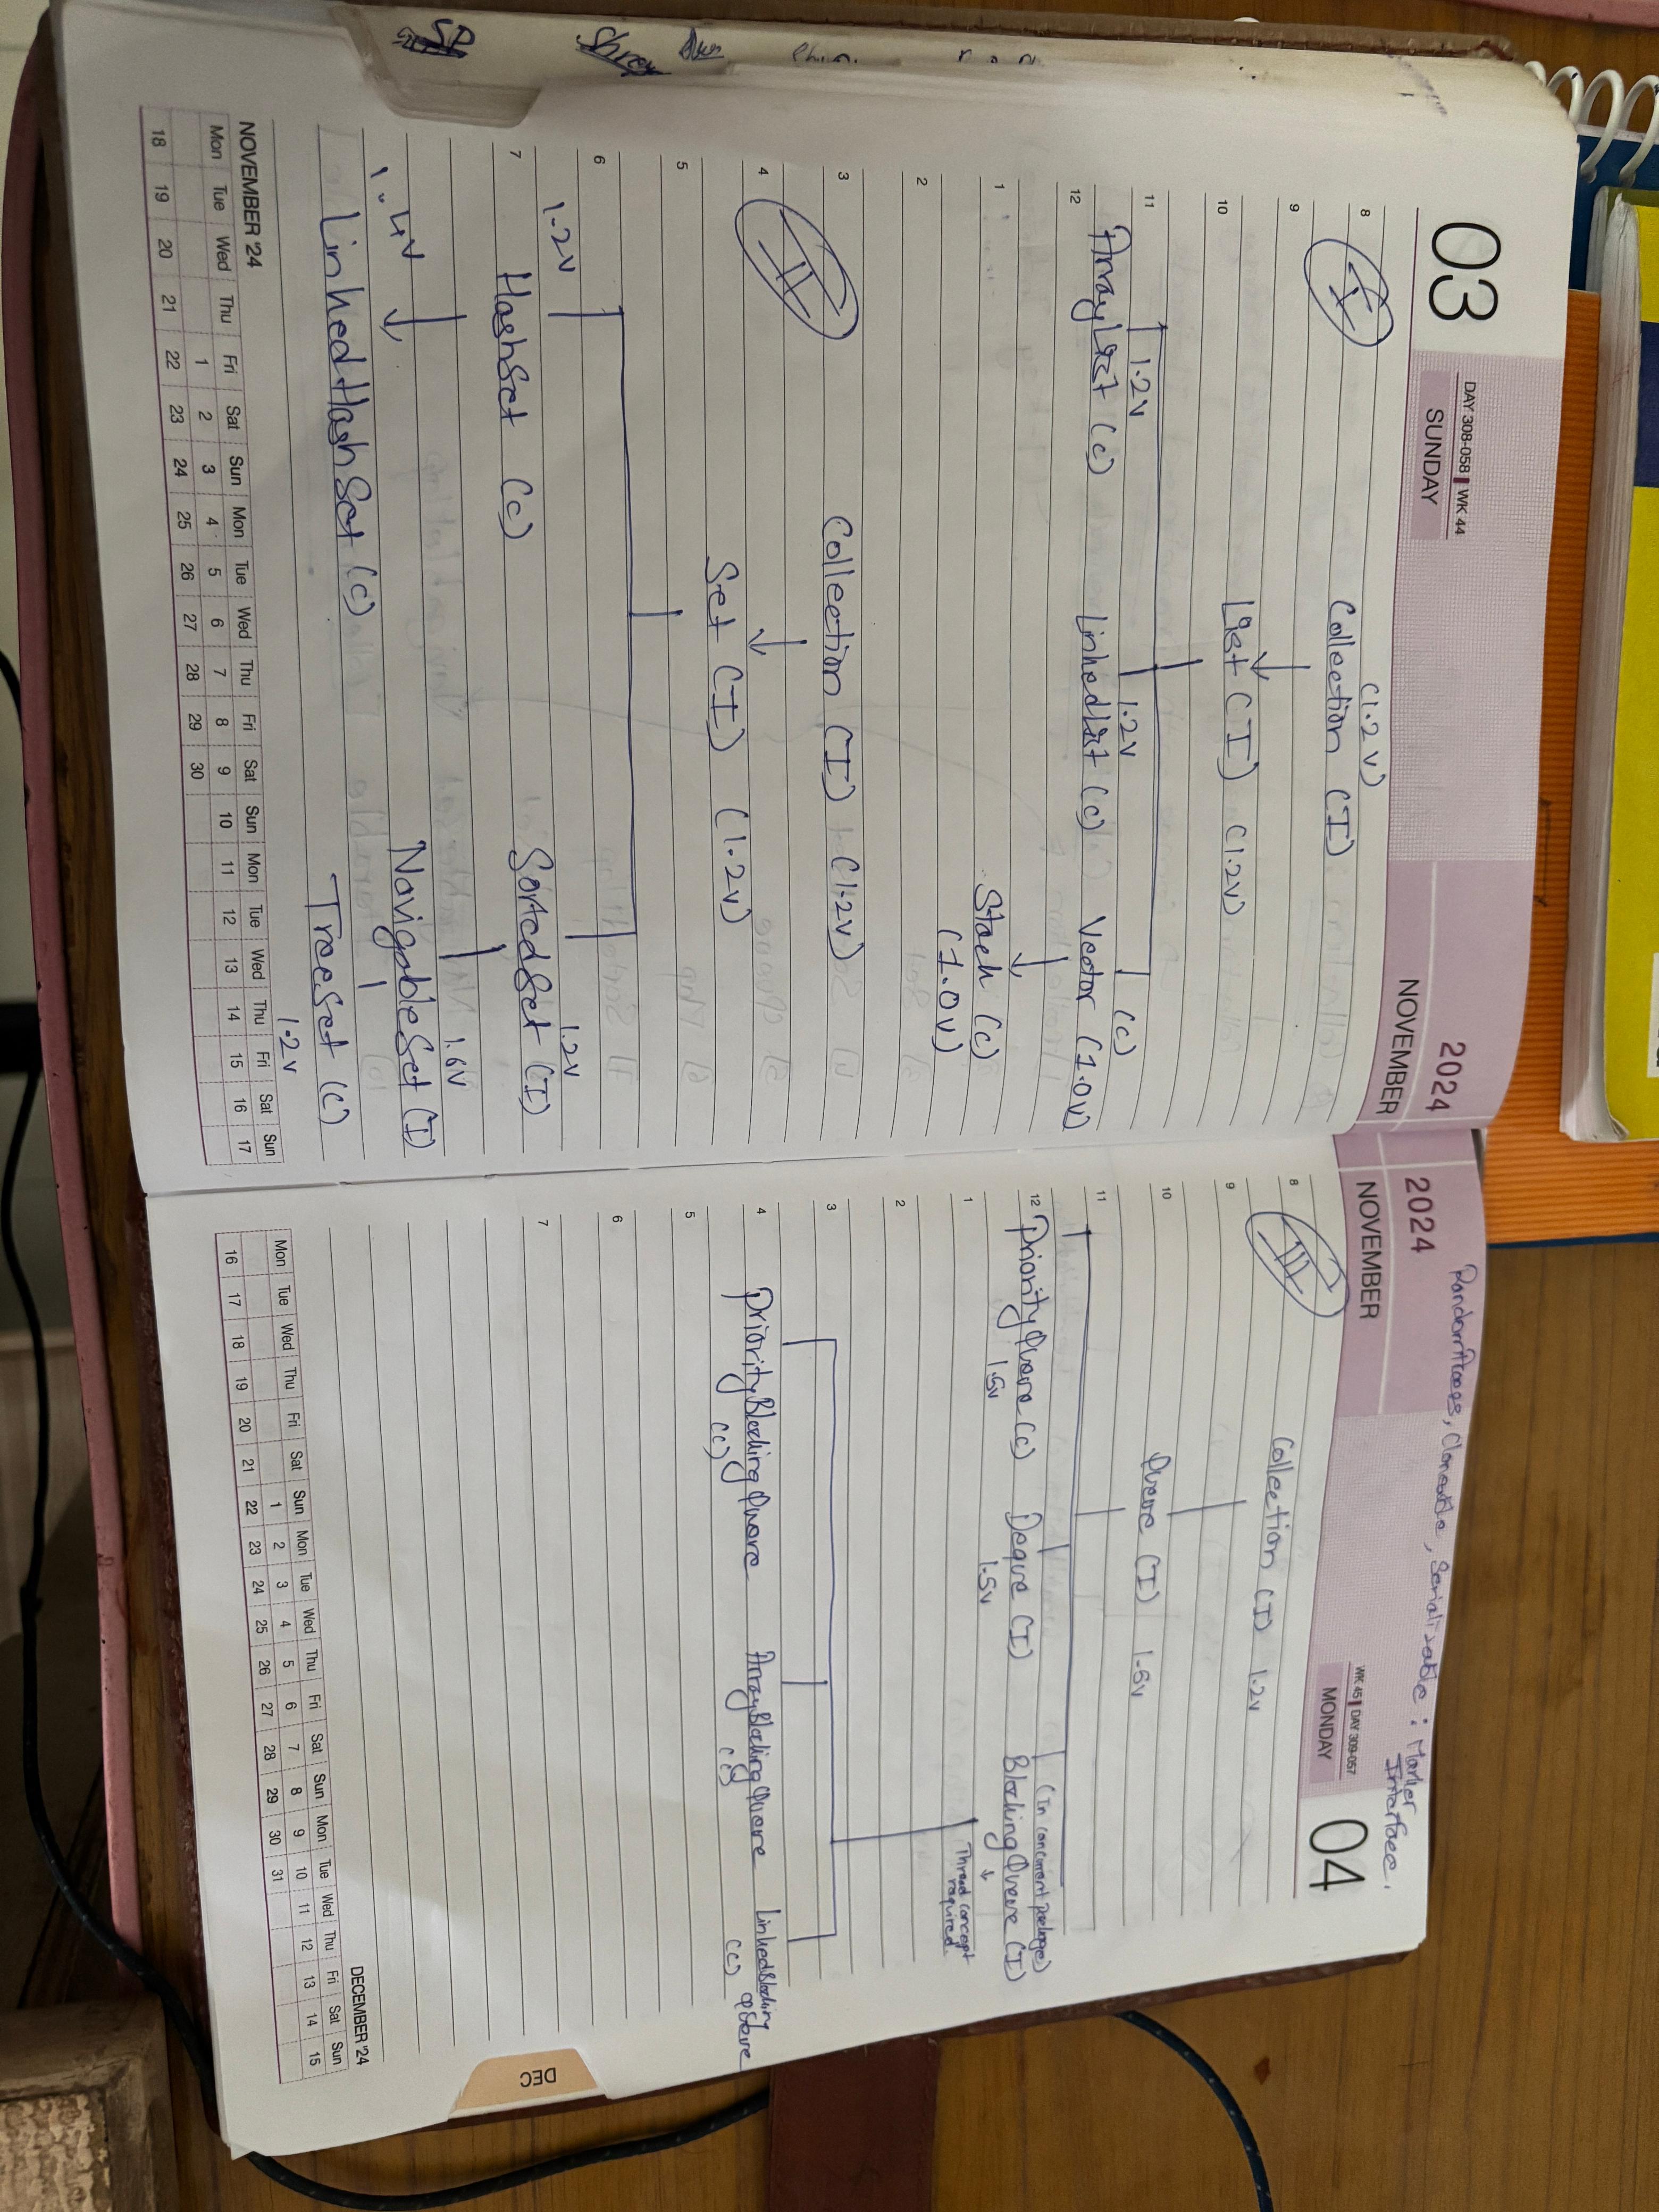 03
DAY 308-058 | WK 44
SUNDAY
2024
NOVEMBER
8
I
(1.2 v)
Collection (I)
9
10
List (I) (1.2v)
11
1.2v
1.2v
(c)
12
ArrayList (c)
LinkedList (c)
Vector (1.0v)
1
Stack (c)
2
(1.0v)
3
Collection (I) (1.2v)
4
II
Set (I) (1.2v)
5
6
1.2v
1.2v
7
HashSet (c)
SortedSet (I)
1.4v
1.6v
NavigableSet (I)
LinkedHashSet (c)
TreeSet (c)
1.2v
NOVEMBER '24
Mon Tue Wed Thu Fri Sat Sun Mon Tue Wed Thu Fri Sat Sun Mon Tue Wed Thu Fri Sat Sun
1 2 3 4 5 6 7 8 9 10 11 12 13 14 15 16 17
18 19 20 21 22 23 24 25 26 27 28 29 30
RandomAccess, Cloneable, Serializable : Marker
Interface.
2024
NOVEMBER
WK 45 | DAY 309-057
MONDAY
04
8
III
Collection (I) 1.2v
9
10
Queue (I) 1.5v
11
(In concurrent package)
12
PriorityQueue (c)
Deque (I)
BlockingQueue (I)
1.5v
1.5v
1
↓
Thread concept
required.
2
3
4
PriorityBlockingQueue
ArrayBlockingQueue
LinkedBlocking
Queue
(c)
(c)
(c)
5
6
7
DECEMBER '24
Mon Tue Wed Thu Fri Sat Sun Mon Tue Wed Thu Fri Sat Sun Mon Tue Wed Thu Fri Sat Sun
1 2 3 4 5 6 7 8 9 10 11 12 13 14 15
16 17 18 19 20 21 22 23 24 25 26 27 28 29 30 31
DEC